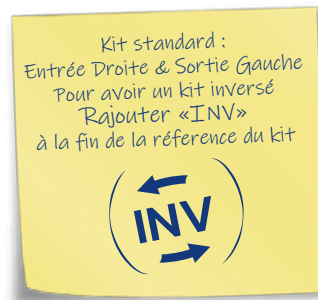 Kit standard :
Entrée Droite & Sortie Gauche
Pour avoir un kit inversé
Rajouter «INV»
à la fin de la réference du kit
INV